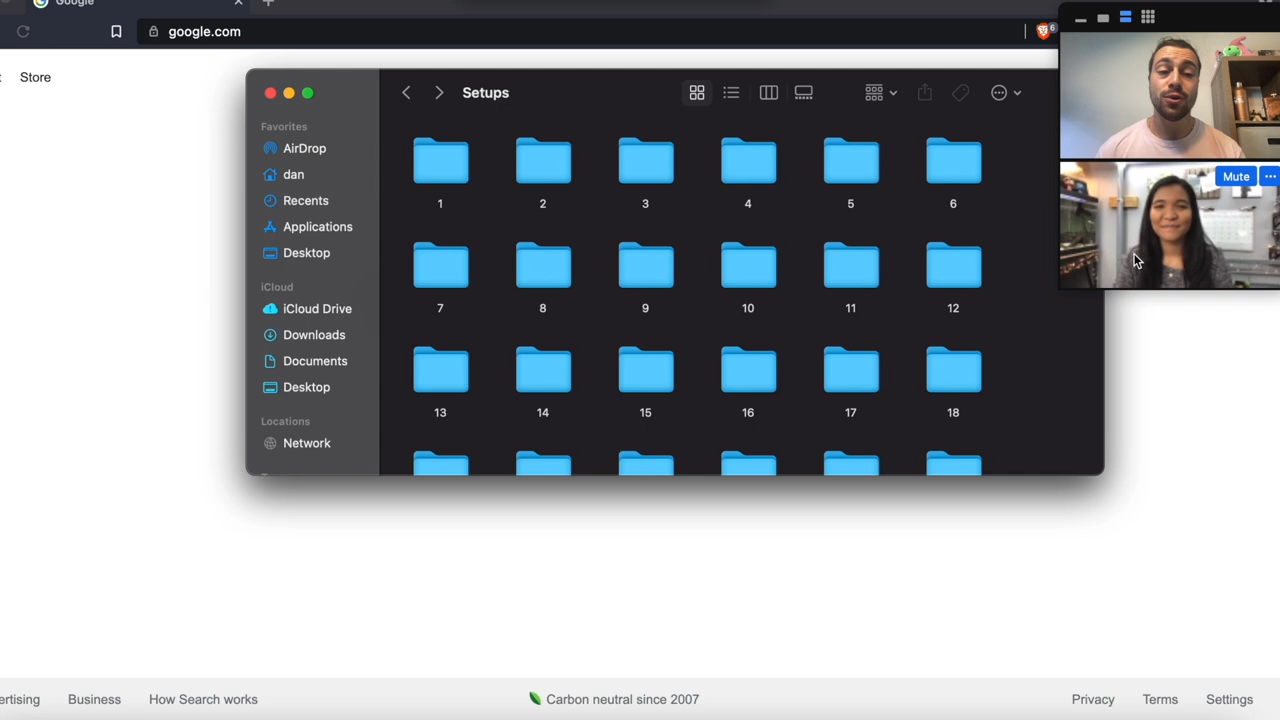 Google
google.com
6
Store
Setups
Favorites
AirDrop
dan
Recents
Applications
Desktop
iCloud
iCloud Drive
Downloads
Documents
Desktop
Locations
Network
1 2 3 4 5 6
7 8 9 10 11 12
13 14 15 16 17 18
Mute
ertising Business How Search works
Carbon neutral since 2007
Privacy Terms Settings